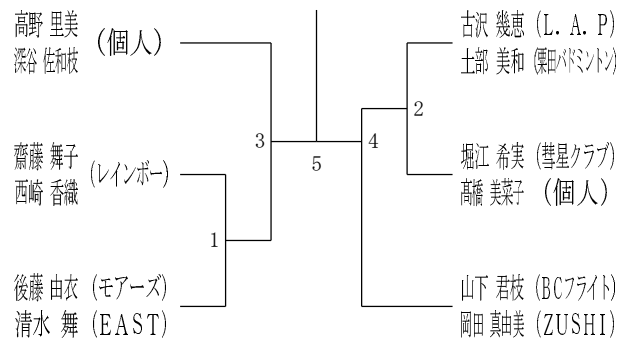 高野 里美
深谷 佐和枝
(個人)
齋藤 舞子
西崎 香織
(レインボー)
後藤 由衣 (モアーズ)
清水 舞 (EAST)
1
3
5
4
2
古沢 幾恵 (L.A.P)
土部 美和 (栗田バドミントン)
堀江 希実 (彗星クラブ)
髙橋 美菜子 (個人)
山下 君枝 (BCフライト)
岡田 真由美 (ZUSHI)